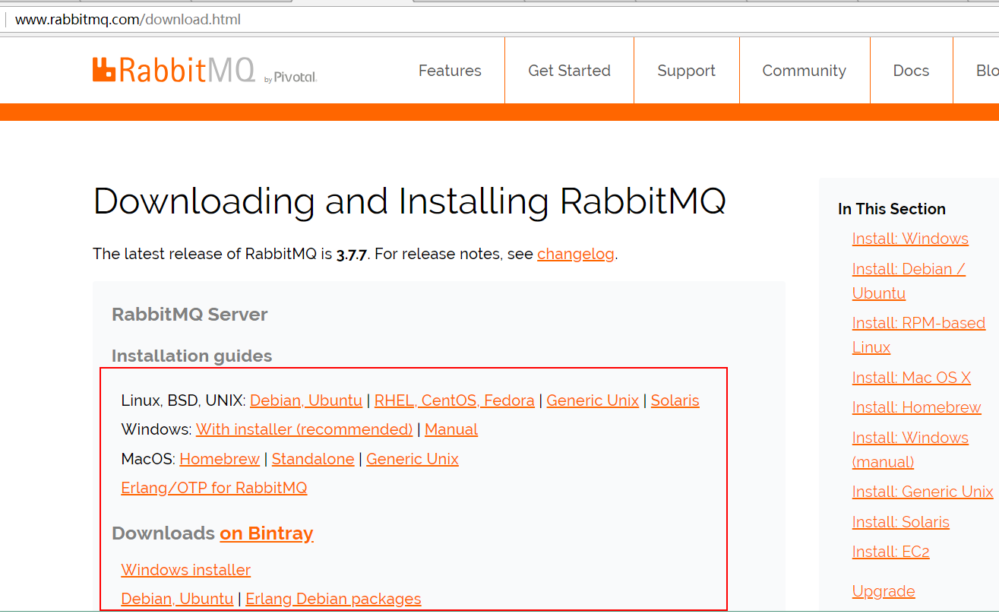 www.rabbitmq.com/download.html
RabbitMQ by Pivotal
Features
Get Started
Support
Community
Docs
Blo
Downloading and Installing RabbitMQ
The latest release of RabbitMQ is 3.7.7. For release notes, see changelog.
RabbitMQ Server
Installation guides
Linux, BSD, UNIX: Debian, Ubuntu | RHEL, CentOS, Fedora | Generic Unix | Solaris
Windows: With installer (recommended) | Manual
MacOS: Homebrew | Standalone | Generic Unix
Erlang/OTP for RabbitMQ
Downloads on Bintray
Windows installer
Debian, Ubuntu | Erlang Debian packages
In This Section
Install: Windows
Install: Debian /
Ubuntu
Install: RPM-based
Linux
Install: Mac OS X
Install: Homebrew
Install: Windows
(manual)
Install: Generic Unix
Install: Solaris
Install: EC2
Upgrade